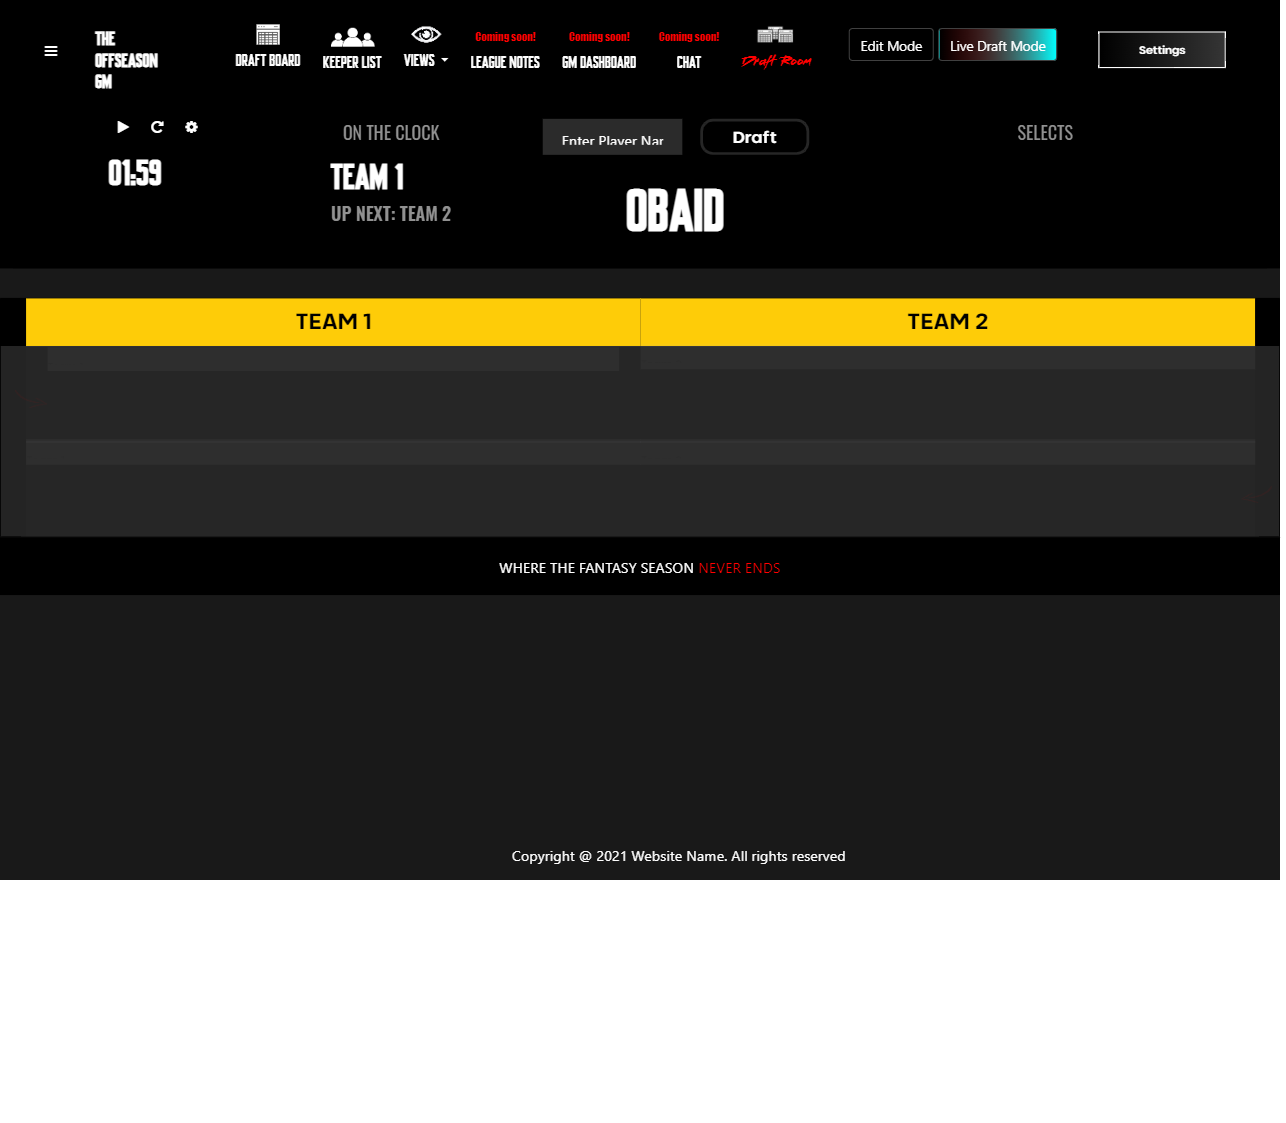 THE
OFFSEASON
GM
DRAFT BOARD
KEEPER LIST
VIEWS
Coming soon!
LEAGUE NOTES
Coming soon!
GM DASHBOARD
Coming soon!
CHAT
Draft Room
Edit Mode
Live Draft Mode
Settings
01:59
ON THE CLOCK
TEAM 1
UP NEXT: TEAM 2
Enter Player Nar
Draft
OBAID
SELECTS
TEAM 1
TEAM 2
WHERE THE FANTASY SEASON NEVER ENDS
Copyright @ 2021 Website Name. All rights reserved